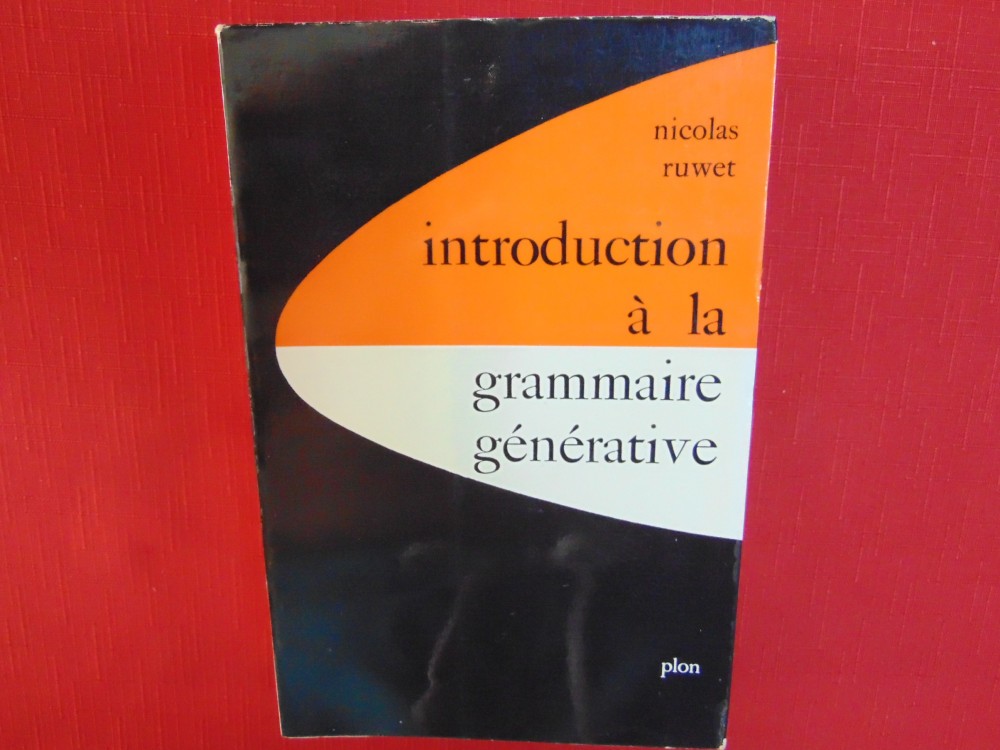 nicolas
ruwet
introduction
à la
grammaire
générative
plon